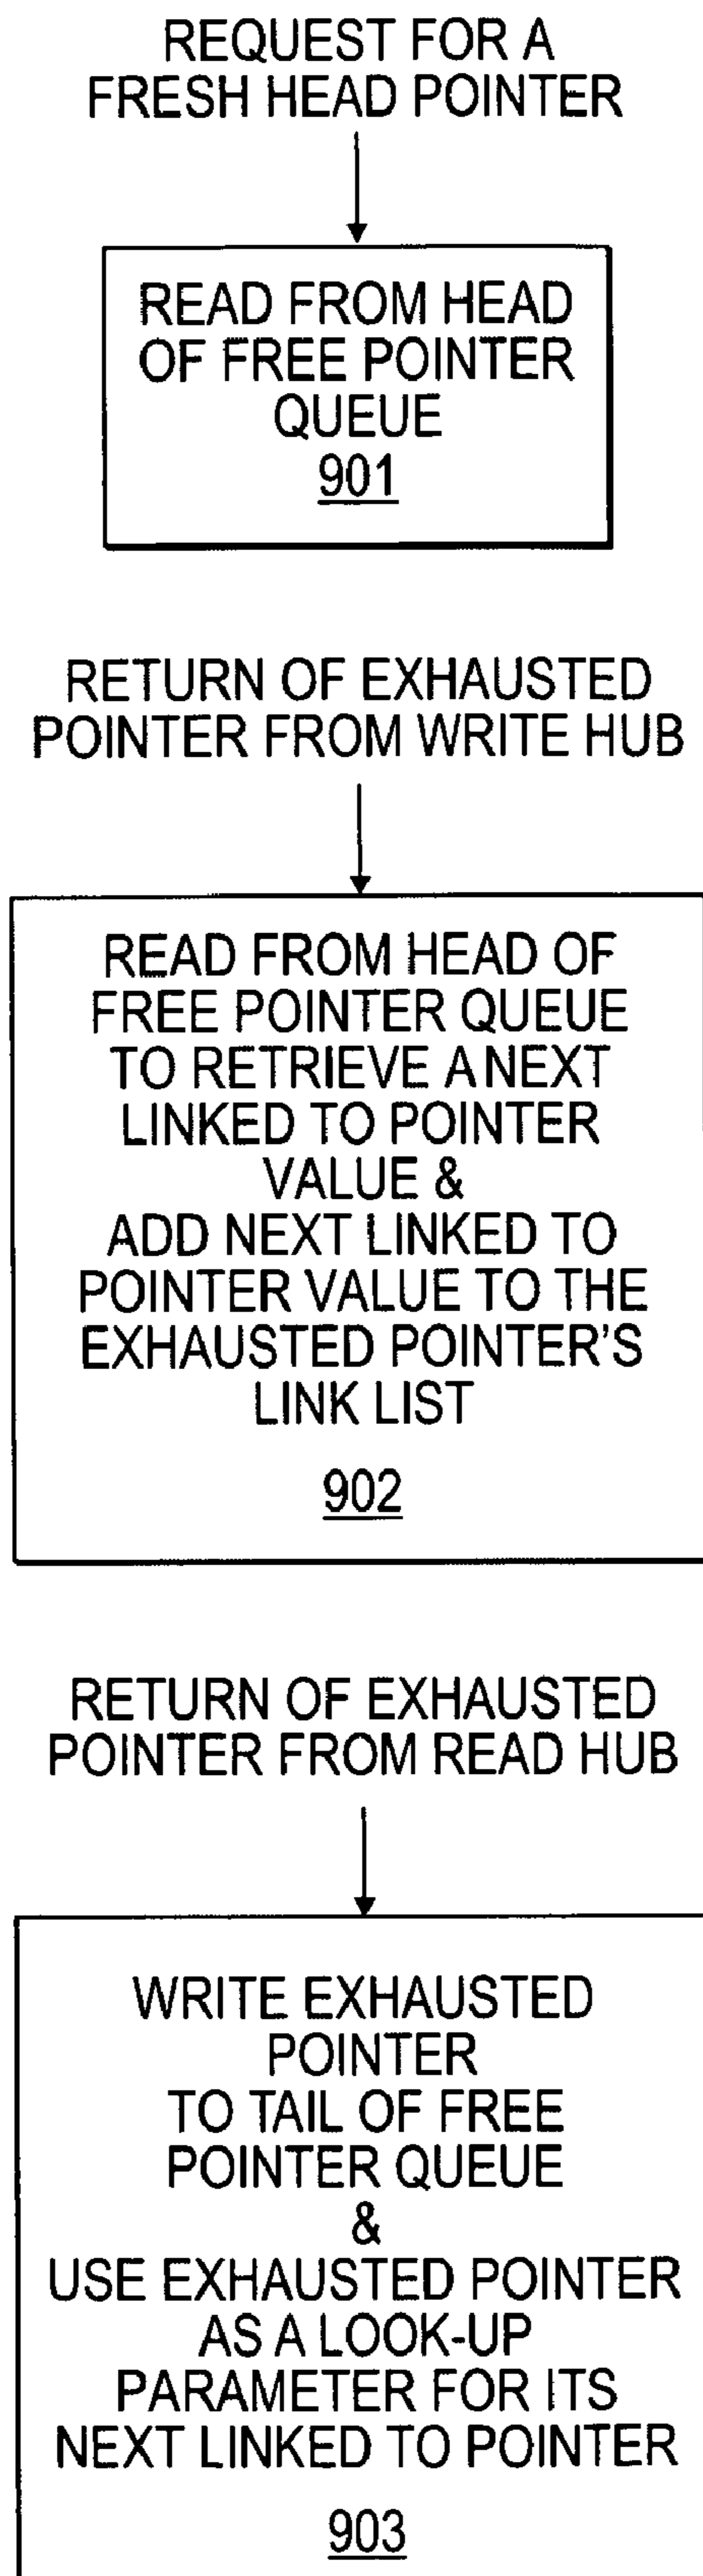 REQUEST FOR A
FRESH HEAD POINTER
READ FROM HEAD
OF FREE POINTER
QUEUE
901
RETURN OF EXHAUSTED
POINTER FROM WRITE HUB
READ FROM HEAD OF
FREE POINTER QUEUE
TO RETRIEVE A NEXT
LINKED TO POINTER
VALUE &
ADD NEXT LINKED TO
POINTER VALUE TO THE
EXHAUSTED POINTER'S
LINK LIST
902
RETURN OF EXHAUSTED
POINTER FROM READ HUB
WRITE EXHAUSTED
POINTER
TO TAIL OF FREE
POINTER QUEUE
&
USE EXHAUSTED POINTER
AS A LOOK-UP
PARAMETER FOR ITS
NEXT LINKED TO POINTER
903